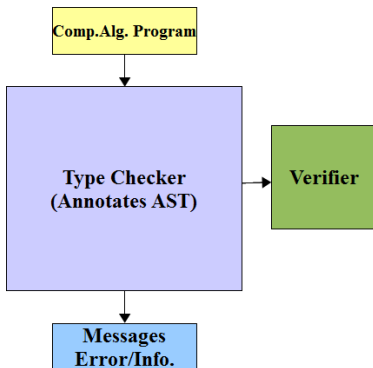 Comp.Alg. Program
Type Checker
(Annotates AST)
Verifier
Messages
Error/Info.